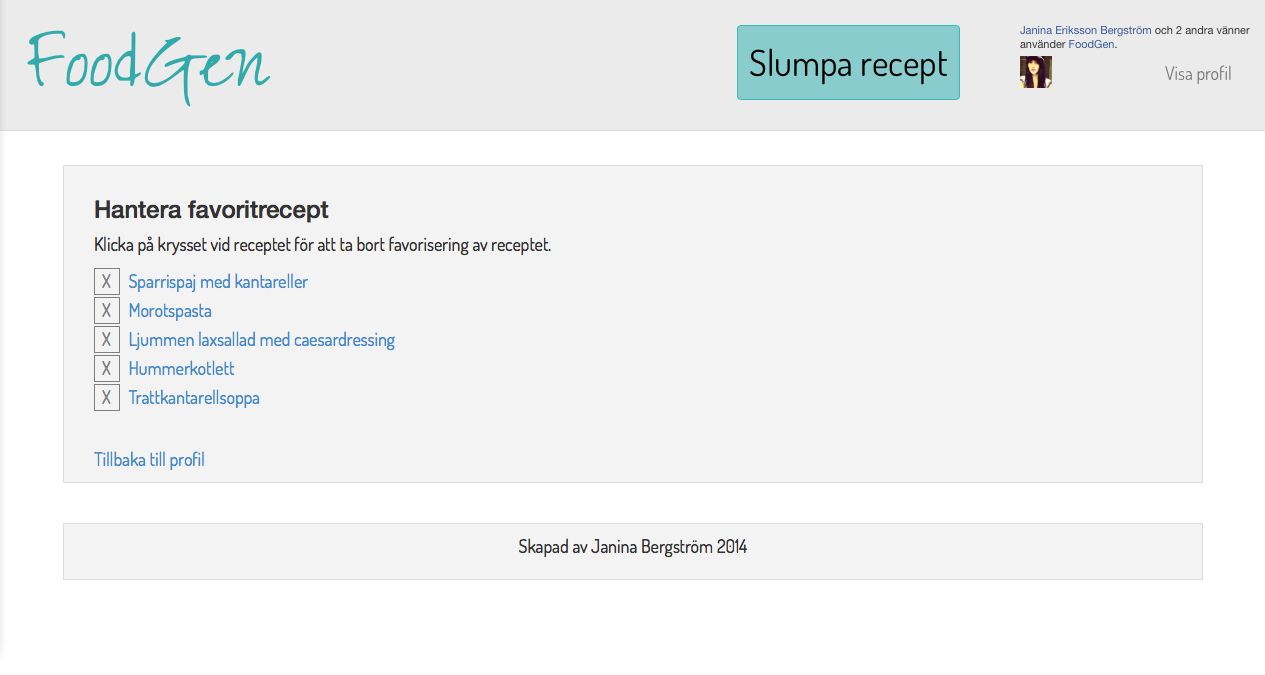 FoodGen
Slumpa recept
Janina Eriksson Bergström och 2 andra vänner
använder FoodGen.
Visa profil
Hantera favoritrecept
Klicka på krysset vid receptet för att ta bort favorisering av receptet.
X Sparrispaj med kantareller
X Morotspasta
X Ljummen laxsallad med caesardressing
X Hummerkotlett
X Trattkantarellsoppa
Tillbaka till profil
Skapad av Janina Bergström 2014